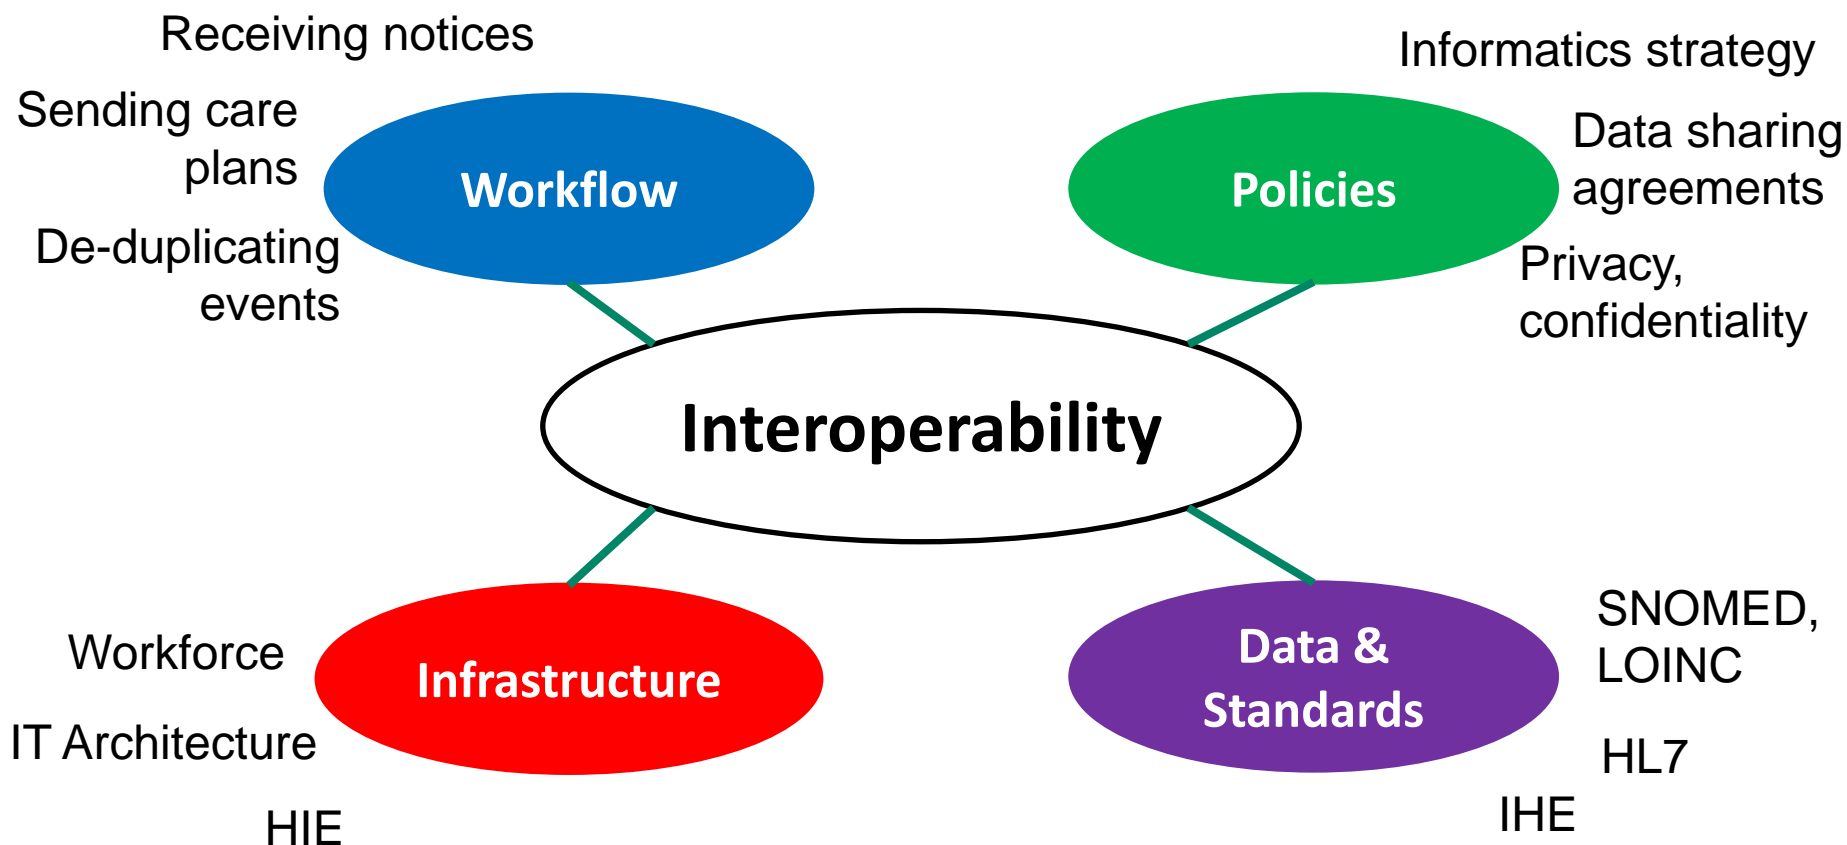 Receiving notices
Sending care
plans
De-duplicating
events
Workflow
Informatics strategy
Data sharing
agreements
Privacy,
confidentiality
Policies
Interoperability
Workforce
IT Architecture
HIE
Infrastructure
Data &
Standards
SNOMED,
LOINC
HL7
IHE